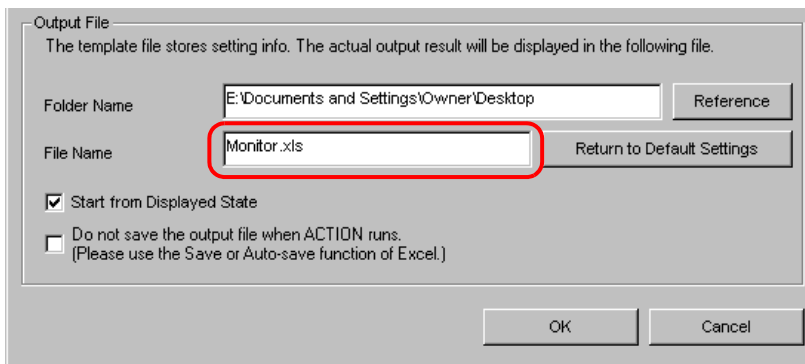 Output File
The template file stores setting info. The actual output result will be displayed in the following file.
Folder Name E:\Documents and Settings\Owner\Desktop Reference
File Name Monitor.xls Return to Default Settings
Start from Displayed State
Do not save the output file when ACTION runs.
(Please use the Save or Auto-save function of Excel.)
OK Cancel